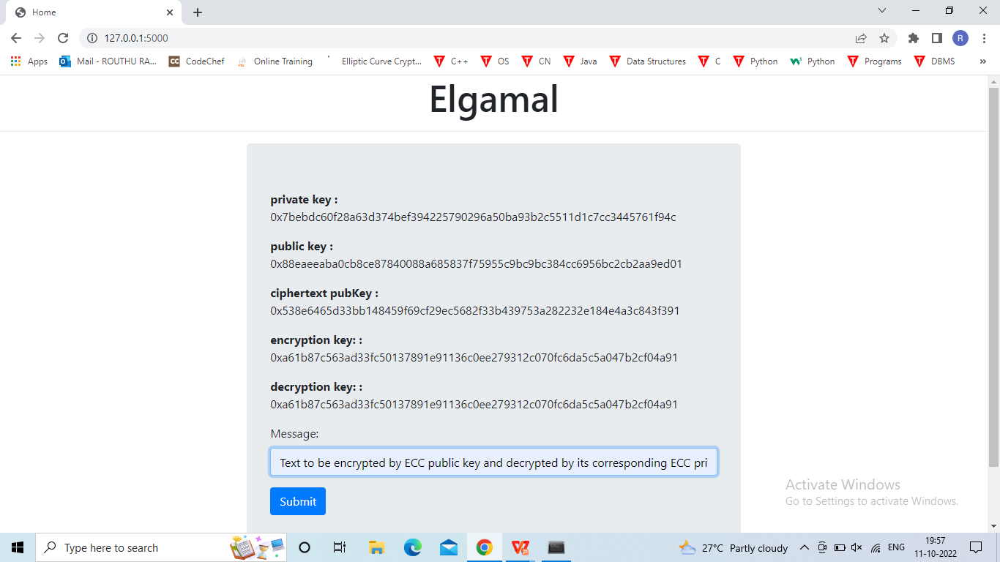 Home
127.0.0.1:5000
R
Apps
Mail - ROUTHU RA...
CC
CodeChef
Online Training
Elliptic Curve Crypt...
C++
OS
CN
Java
Data Structures
C
Python
Python
Programs
DBMS
»
Elgamal
private key :
0x7bebdc60f28a63d374bef394225790296a50ba93b2c5511d1c7cc3445761f94c
public key :
0x88eaeeaba0cb8ce87840088a685837f75955c9bc9bc384cc6956bc2cb2aa9ed01
ciphertext pubKey :
0x538e6465d33bb148459f69cf29ec5682f33b439753a282232e184e4a3c843f391
encryption key: :
0xa61b87c563ad33fc50137891e91136c0ee279312c070fc6da5c5a047b2cf04a91
decryption key: :
0xa61b87c563ad33fc50137891e91136c0ee279312c070fc6da5c5a047b2cf04a91
Message:
Text to be encrypted by ECC public key and decrypted by its corresponding ECC pri
Submit
Activate Windows
Go to Settings to activate Windows.
Type here to search
27°C Partly cloudy
ENG
19:57
11-10-2022